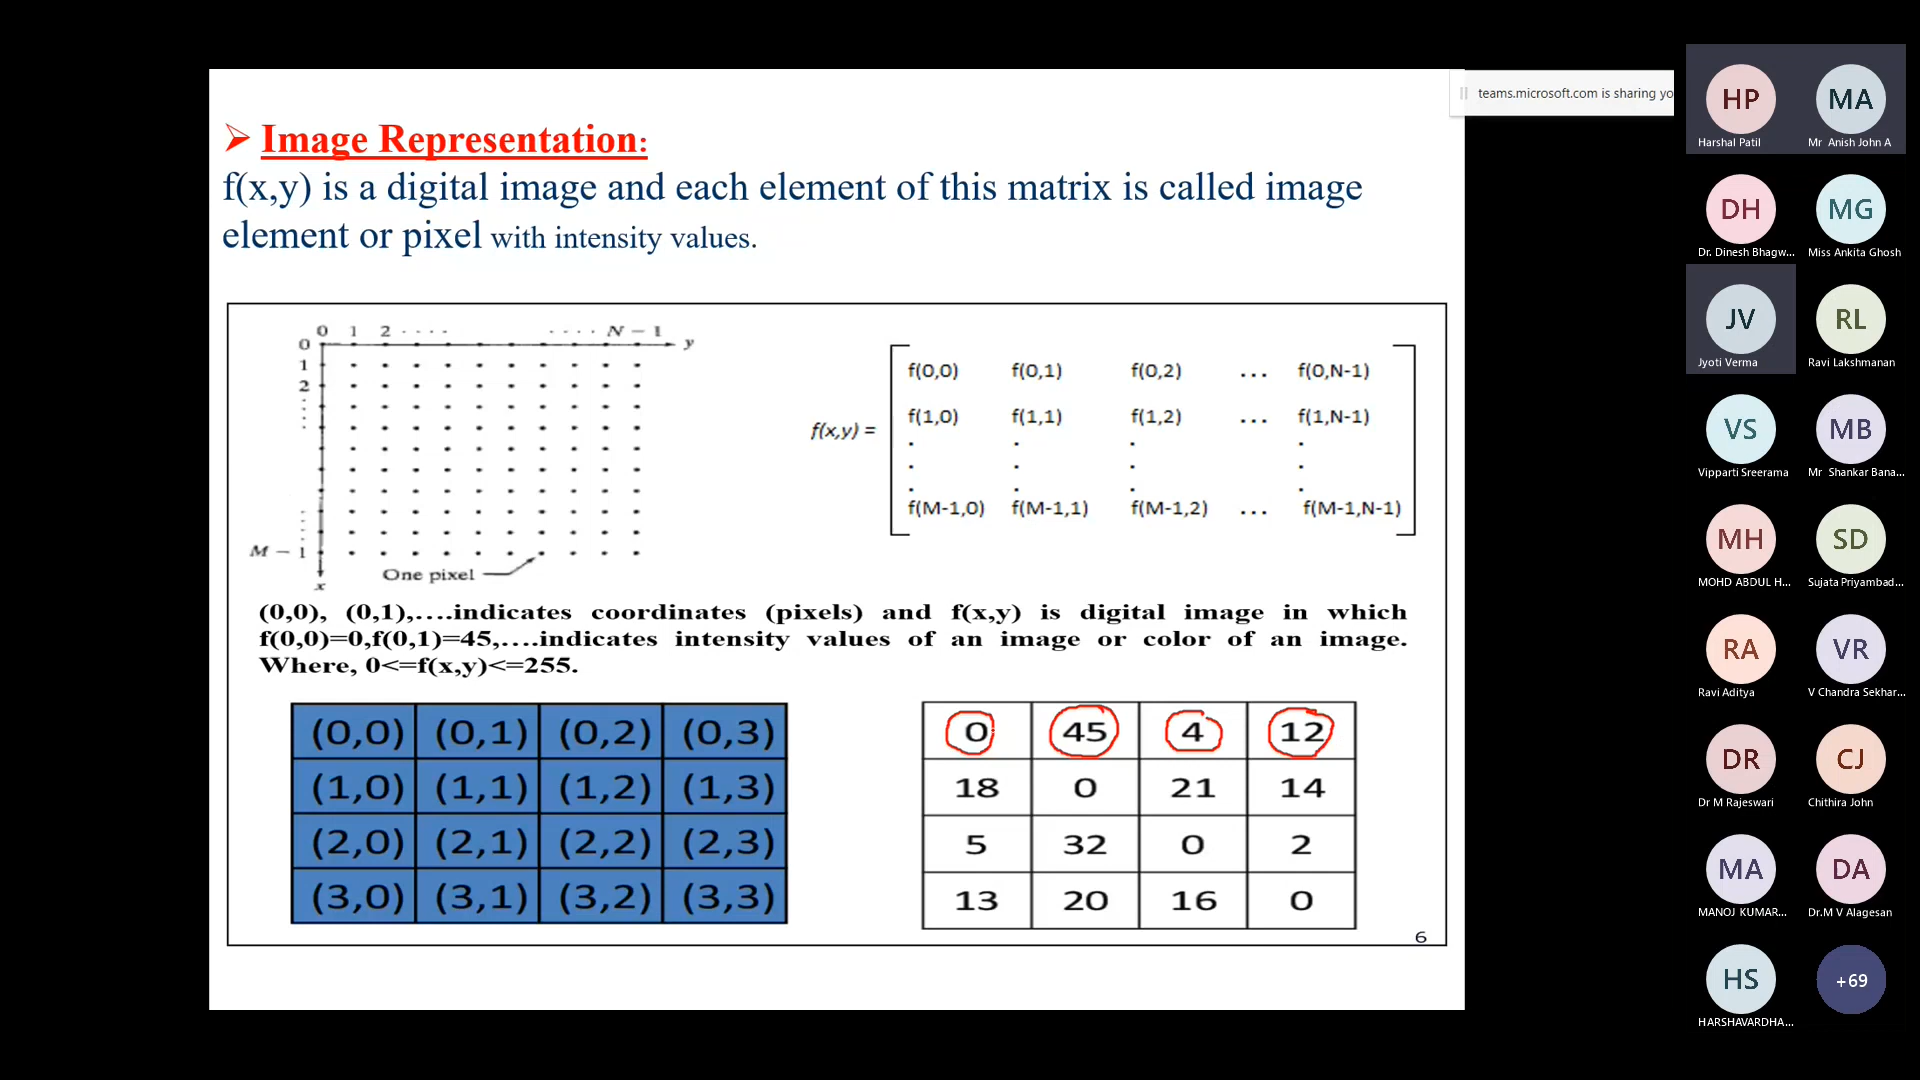 teams.microsoft.com is sharing yo
➢ Image Representation:
f(x,y) is a digital image and each element of this matrix is called image
element or pixel with intensity values.
0 1 2 · · · · · · · · N − 1
y
0
1
2
M − 1
x
One pixel
f(x,y) =
f(0,0) f(0,1) f(0,2) ... f(0,N-1)
f(1,0) f(1,1) f(1,2) ... f(1,N-1)
f(M-1,0) f(M-1,1) f(M-1,2) ... f(M-1,N-1)
(0,0), (0,1),....indicates coordinates (pixels) and f(x,y) is digital image in which
f(0,0)=0,f(0,1)=45,....indicates intensity values of an image or color of an image.
Where, 0<=f(x,y)<=255.
(0,0) (0,1) (0,2) (0,3)
(1,0) (1,1) (1,2) (1,3)
(2,0) (2,1) (2,2) (2,3)
(3,0) (3,1) (3,2) (3,3)
0 45 4 12
18 0 21 14
5 32 0 2
13 20 16 0
6
HP MA
Harshal Patil Mr Anish John A
DH MG
Dr. Dinesh Bhagw... Miss Ankita Ghosh
JV RL
Jyoti Verma Ravi Lakshmanan
VS MB
Vipparti Sreerama Mr Shankar Bana...
MH SD
MOHD ABDUL H... Sujata Priyambad...
RA VR
Ravi Aditya V Chandra Sekhar...
DR CJ
Dr M Rajeswari Chithira John
MA DA
MANOJ KUMAR... Dr.M V Alagesan
HS +69
HARSHAVARDHA...